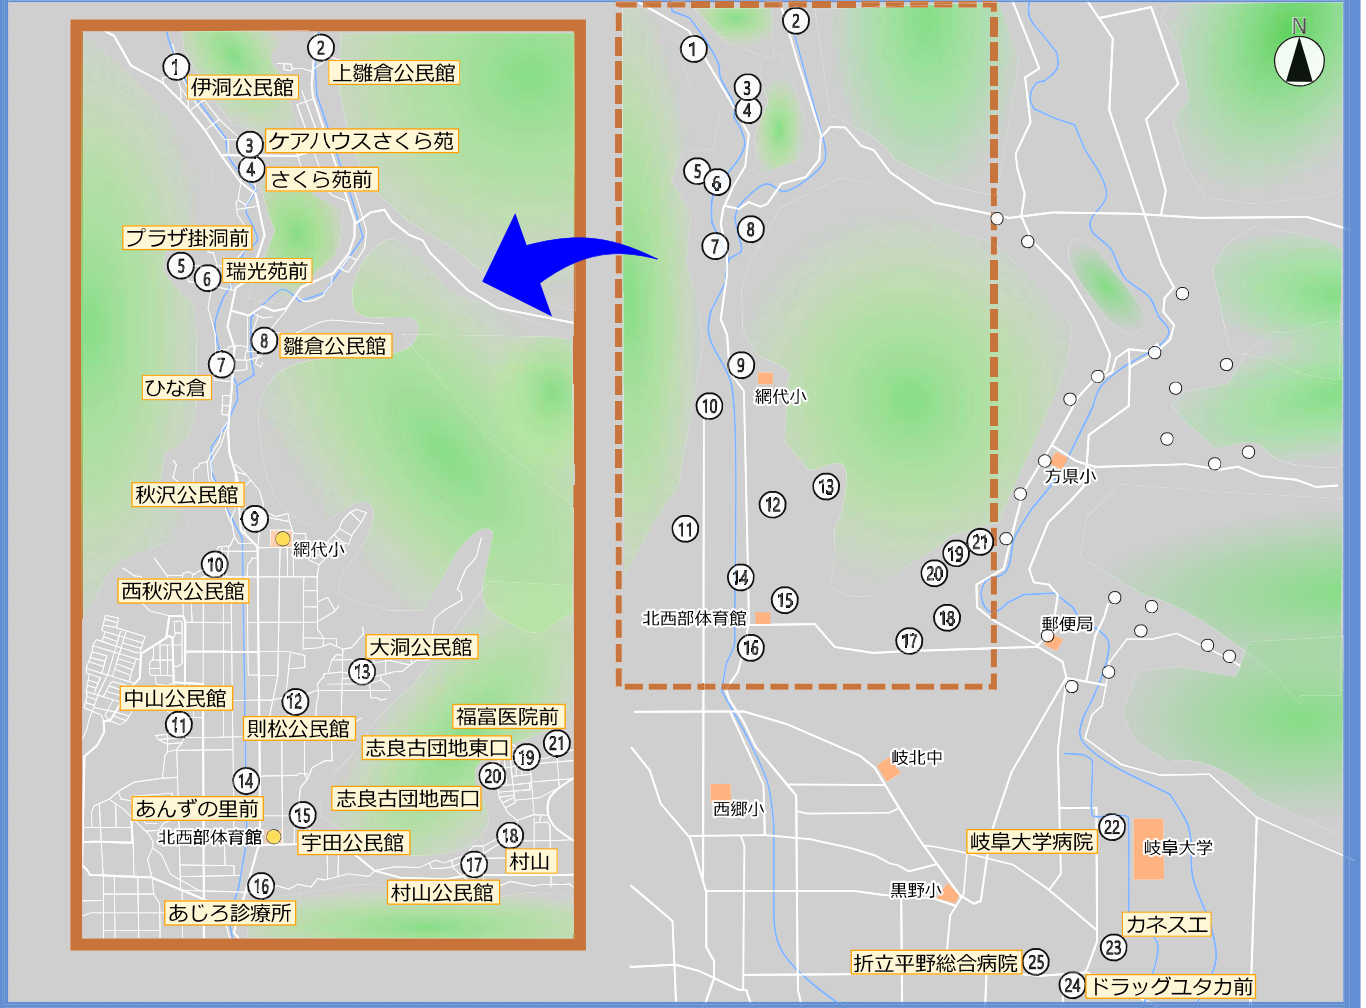 1
伊洞公民館
2
上雛倉公民館
3
ケアハウスさくら苑
4
さくら苑前
プラザ掛洞前
5
6
瑞光苑前
8
雛倉公民館
7
ひな倉
秋沢公民館
9
網代小
10
西秋沢公民館
大洞公民館
13
中山公民館
11
12
則松公民館
福富医院前
21
志良古団地東口
19
20
志良古団地西口
14
あんずの里前
15
宇田公民館
北西部体育館
18
村山
17
村山公民館
16
あじろ診療所
1
2
3
4
5
6
7
8
9
網代小
10
11
12
13
14
15
北西部体育館
16
17
18
19
20
21
N
方県小
郵便局
岐北中
西郷小
黒野小
22
岐阜大学病院
岐阜大学
カネスエ
23
折立平野総合病院
25
24
ドラッグユタカ前